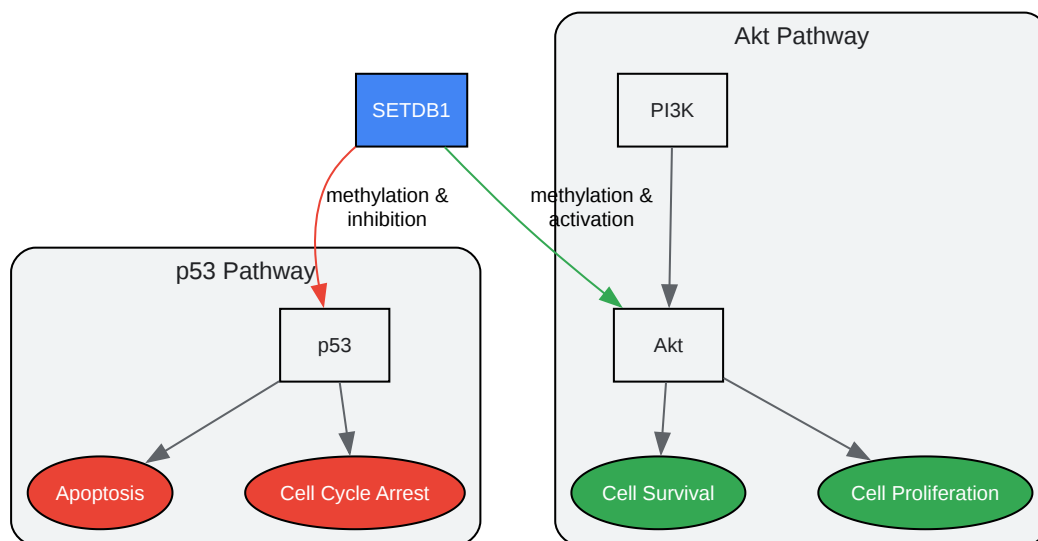 Akt Pathway
SETDB1
PI3K
methylation &
inhibition
methylation &
activation
p53 Pathway
p53
Akt
Apoptosis
Cell Cycle Arrest
Cell Survival
Cell Proliferation